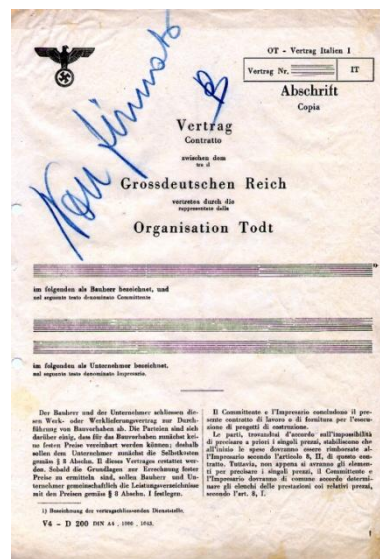 OT - Vertrag Italien I
Vertrag Nr.
IT
Abschrift
Copia
Non firmato
Vertrag
Contratto
zwischen dem
tra il
Grossdeutschen Reich
vertreten durch die
rappresentato dalla
Organisation Todt
im folgenden als Bauherr bezeichnet, und
nel seguente testo denominato Committente
im folgenden als Unternehmer bezeichnet.
nel seguente testo denominato Impresario.
Der Bauherr und der Unternehmer schliessen die-
sen Werk- oder Werklieferungsvertrag zur Durch-
führung von Bauvorhaben ab. Die Parteien sind sich
darüber einig, dass für das Bauvorhaben zunächst kei-
ne festen Preise vereinbart werden können; deshalb
sollen dem Unternehmer zunächst die Selbstkosten
gemäss § 8 Abschn. II dieses Vertrages erstattet wer-
den. Sobald die Grundlagen zur Errechnung fester
Preise zu ermitteln sind, sollen Bauherr und Un-
ternehmer gemeinschaftlich die Leistungsverzeichnisse
mit den Preisen gemäss § 8 Absch. I festlegen.
Il Committente e l'Impresario concludono il pre-
sente contratto di lavoro o di fornitura per l'esecu-
zione di progetti di costruzione.
Le parti, trovandosi d'accordo sull'impossibilità
di precisare a priori i singoli prezzi, stabiliscono che
all'inizio le spese dovranno essere rimborsate al-
l'Impresario secondo l'articolo 8, II, di questo con-
tratto. Tuttavia, non appena si avranno gli elemen-
ti per precisare i singoli prezzi, il Committente e
l'Impresario dovranno di comune accordo determi-
nare gli elenchi delle prestazioni coi relativi prezzi,
secondo l'art. 8, I.
1) Bezeichnung der vertragschliessenden Dienststelle.
V4 - D 200 DIN A4, 1000, 1043.
1